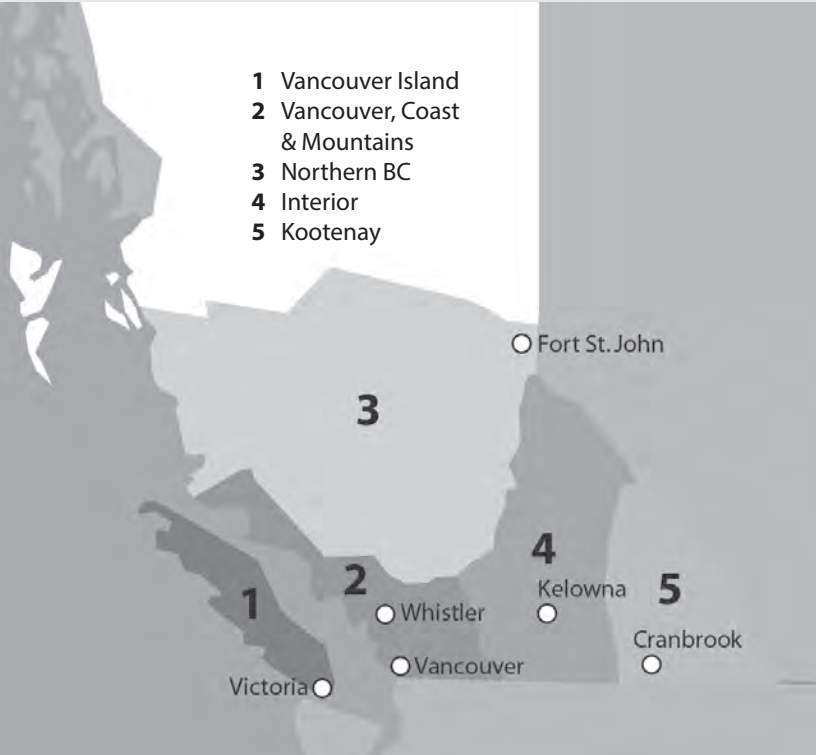 1 Vancouver Island
2 Vancouver, Coast
& Mountains
3 Northern BC
4 Interior
5 Kootenay
Fort St. John
3
4
2
5
1
Kelowna
Whistler
Cranbrook
Vancouver
Victoria